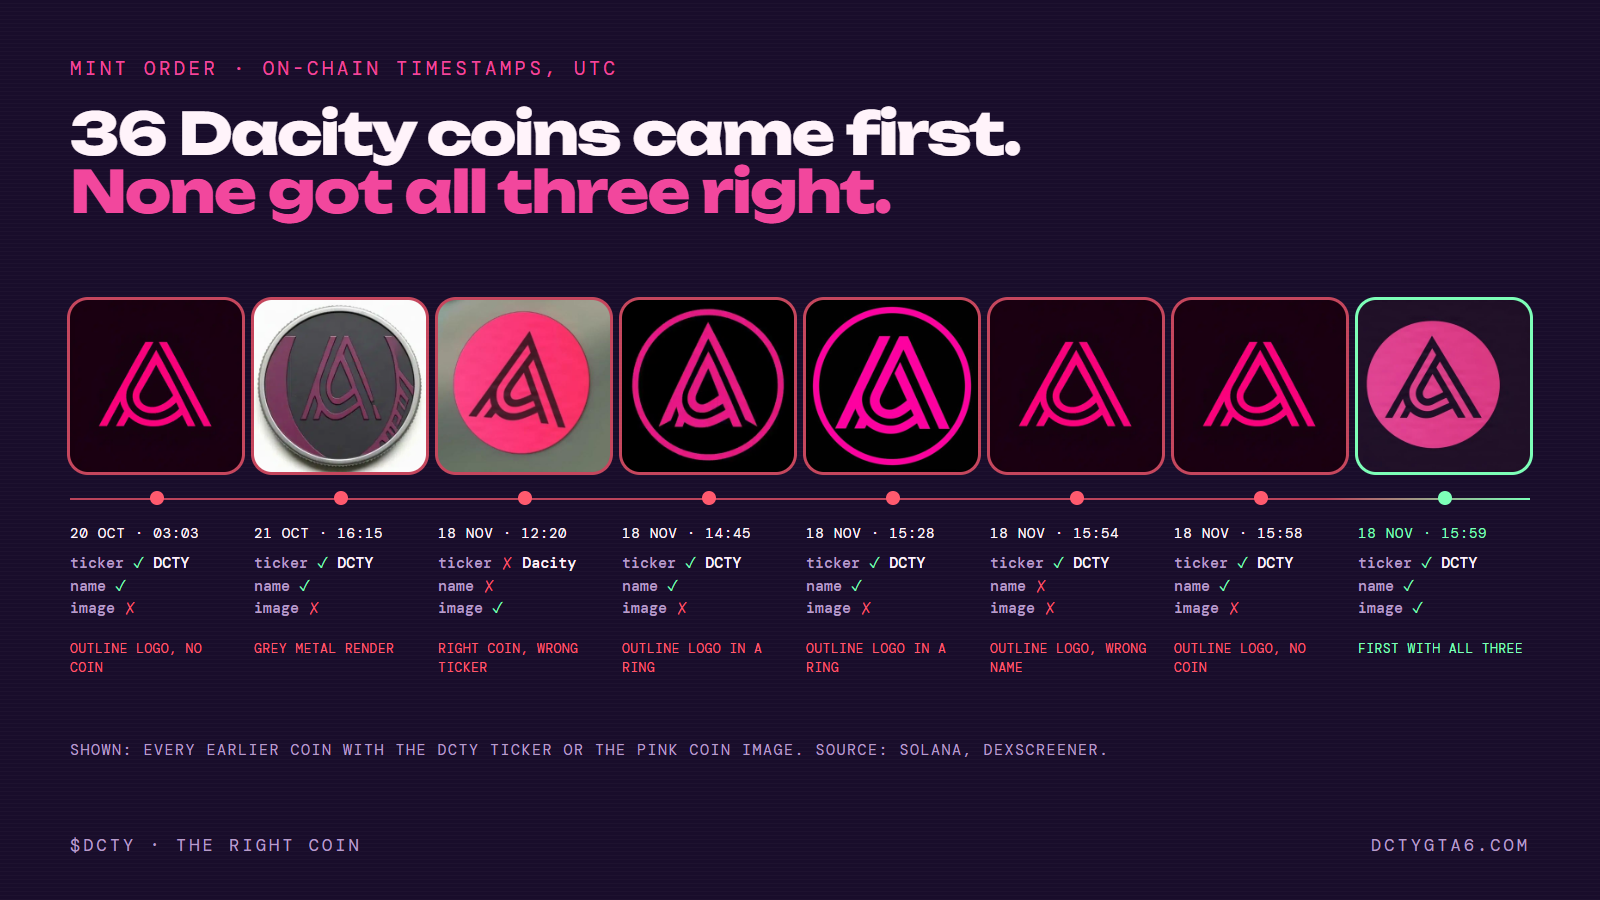 MINT ORDER · ON-CHAIN TIMESTAMPS, UTC
36 Dacity coins came first.
None got all three right.
20 OCT · 03:03
ticker ✓ DCTY
name ✓
image ✗
OUTLINE LOGO, NO
COIN
21 OCT · 16:15
ticker ✓ DCTY
name ✓
image ✗
GREY METAL RENDER
18 NOV · 12:20
ticker ✗ Dacity
name ✗
image ✓
RIGHT COIN, WRONG
TICKER
18 NOV · 14:45
ticker ✓ DCTY
name ✓
image ✗
OUTLINE LOGO IN A
RING
18 NOV · 15:28
ticker ✓ DCTY
name ✓
image ✗
OUTLINE LOGO IN A
RING
18 NOV · 15:54
ticker ✓ DCTY
name ✗
image ✗
OUTLINE LOGO, WRONG
NAME
18 NOV · 15:58
ticker ✓ DCTY
name ✓
image ✗
OUTLINE LOGO, NO
COIN
18 NOV · 15:59
ticker ✓ DCTY
name ✓
image ✓
FIRST WITH ALL THREE
SHOWN: EVERY EARLIER COIN WITH THE DCTY TICKER OR THE PINK COIN IMAGE. SOURCE: SOLANA, DEXSCREENER.
$DCTY · THE RIGHT COIN
DCTYGTA6.COM